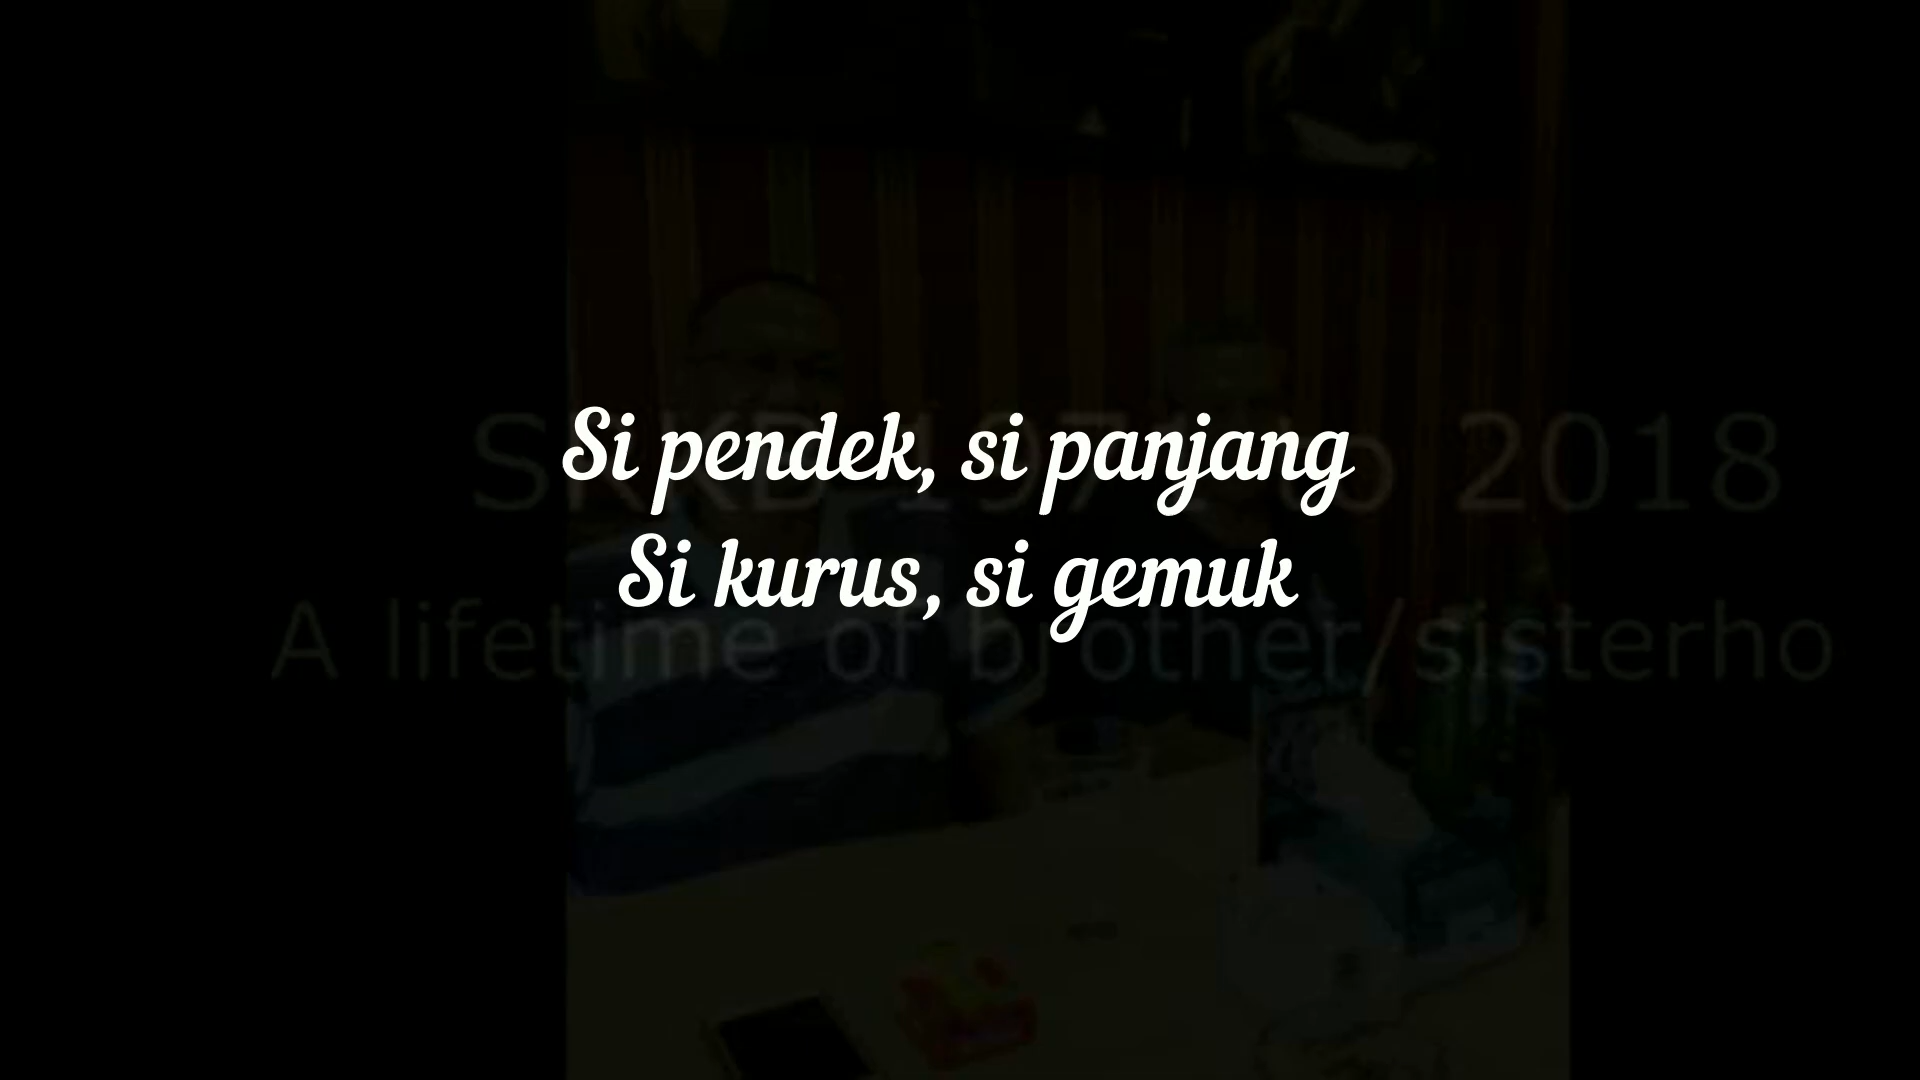 Si pendek, si panjang
Si kurus, si gemuk
2018
A lifetime of brother/sisterho